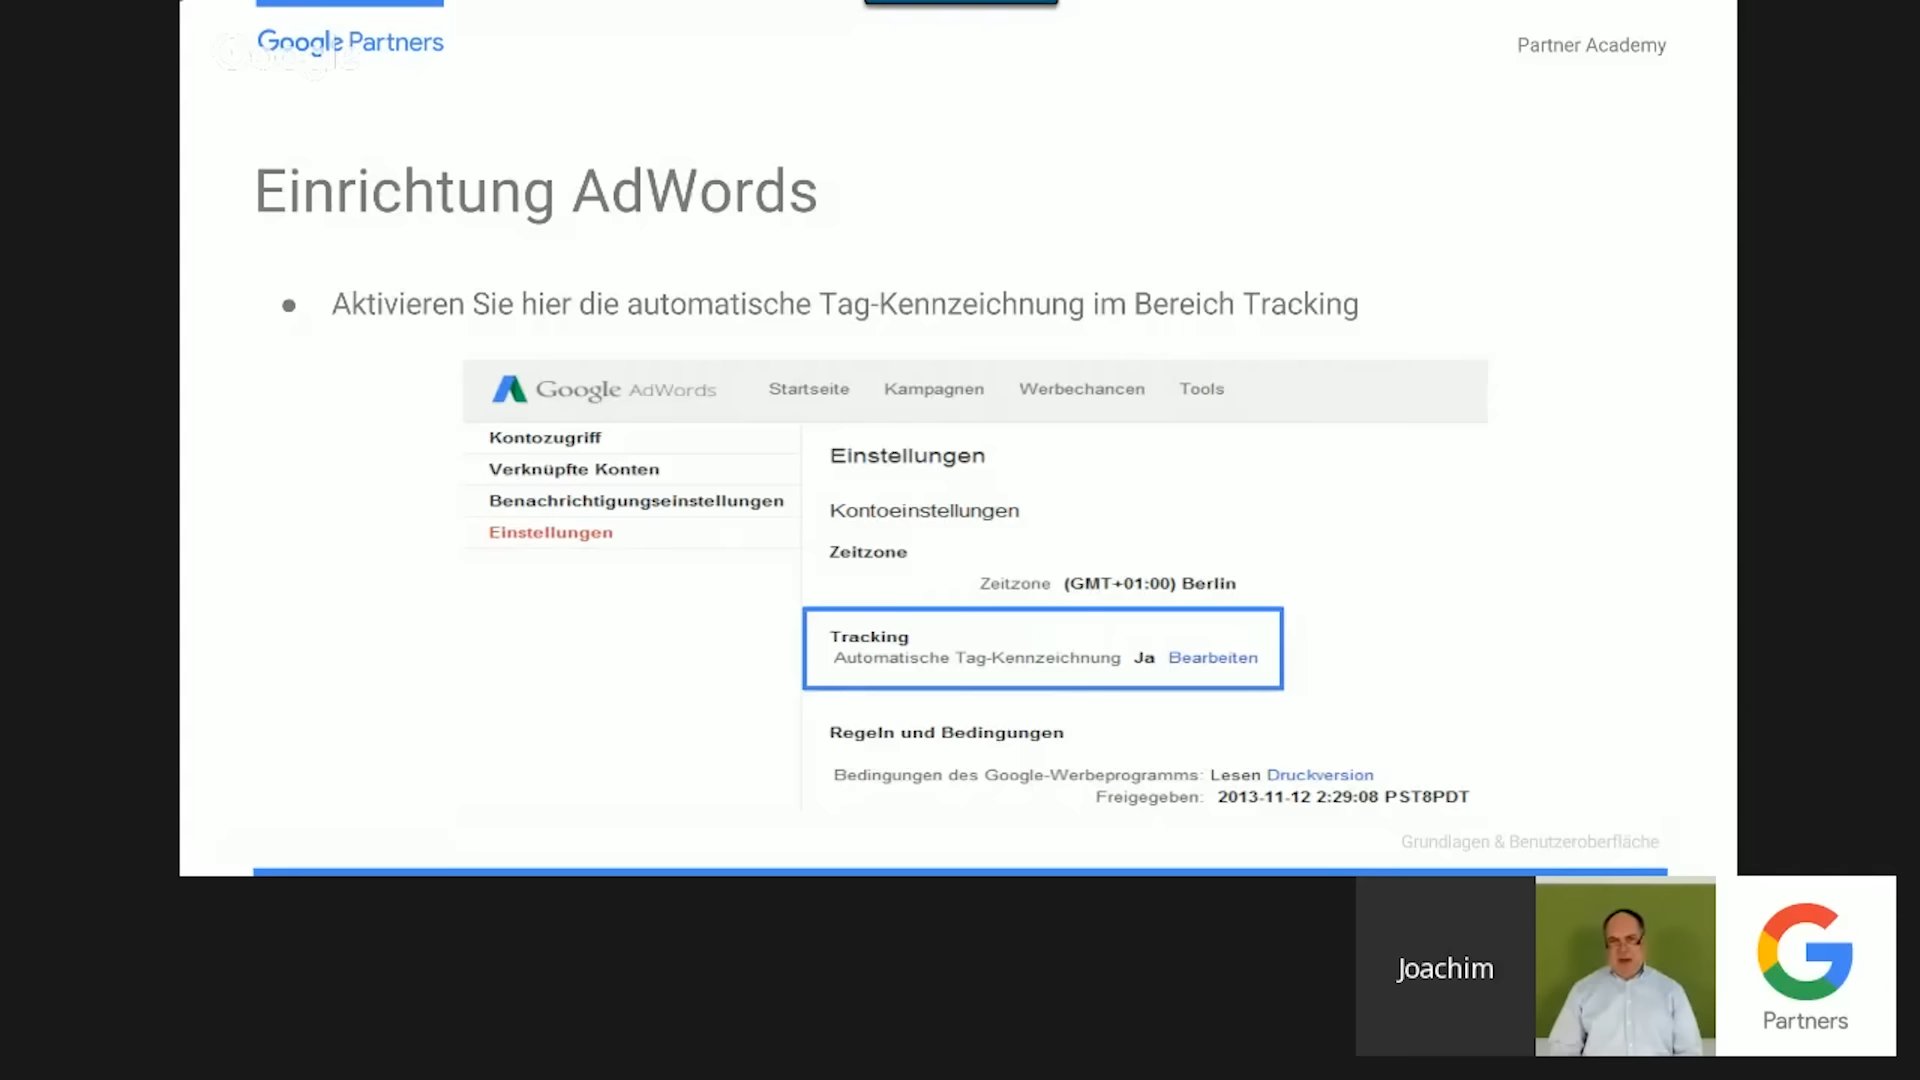 Google Partners
Partner Academy
Einrichtung AdWords
● Aktivieren Sie hier die automatische Tag-Kennzeichnung im Bereich Tracking
Google AdWords Startseite Kampagnen Werbechancen Tools
Kontozugriff
Verknüpfte Konten
Benachrichtigungseinstellungen
Einstellungen
Einstellungen
Kontoeinstellungen
Zeitzone
Zeitzone (GMT+01:00) Berlin
Tracking
Automatische Tag-Kennzeichnung Ja Bearbeiten
Regeln und Bedingungen
Bedingungen des Google-Werbeprogramms: Lesen Druckversion
Freigegeben: 2013-11-12 2:29:08 PST8PDT
Grundlagen & Benutzeroberfläche
Joachim
G
Partners